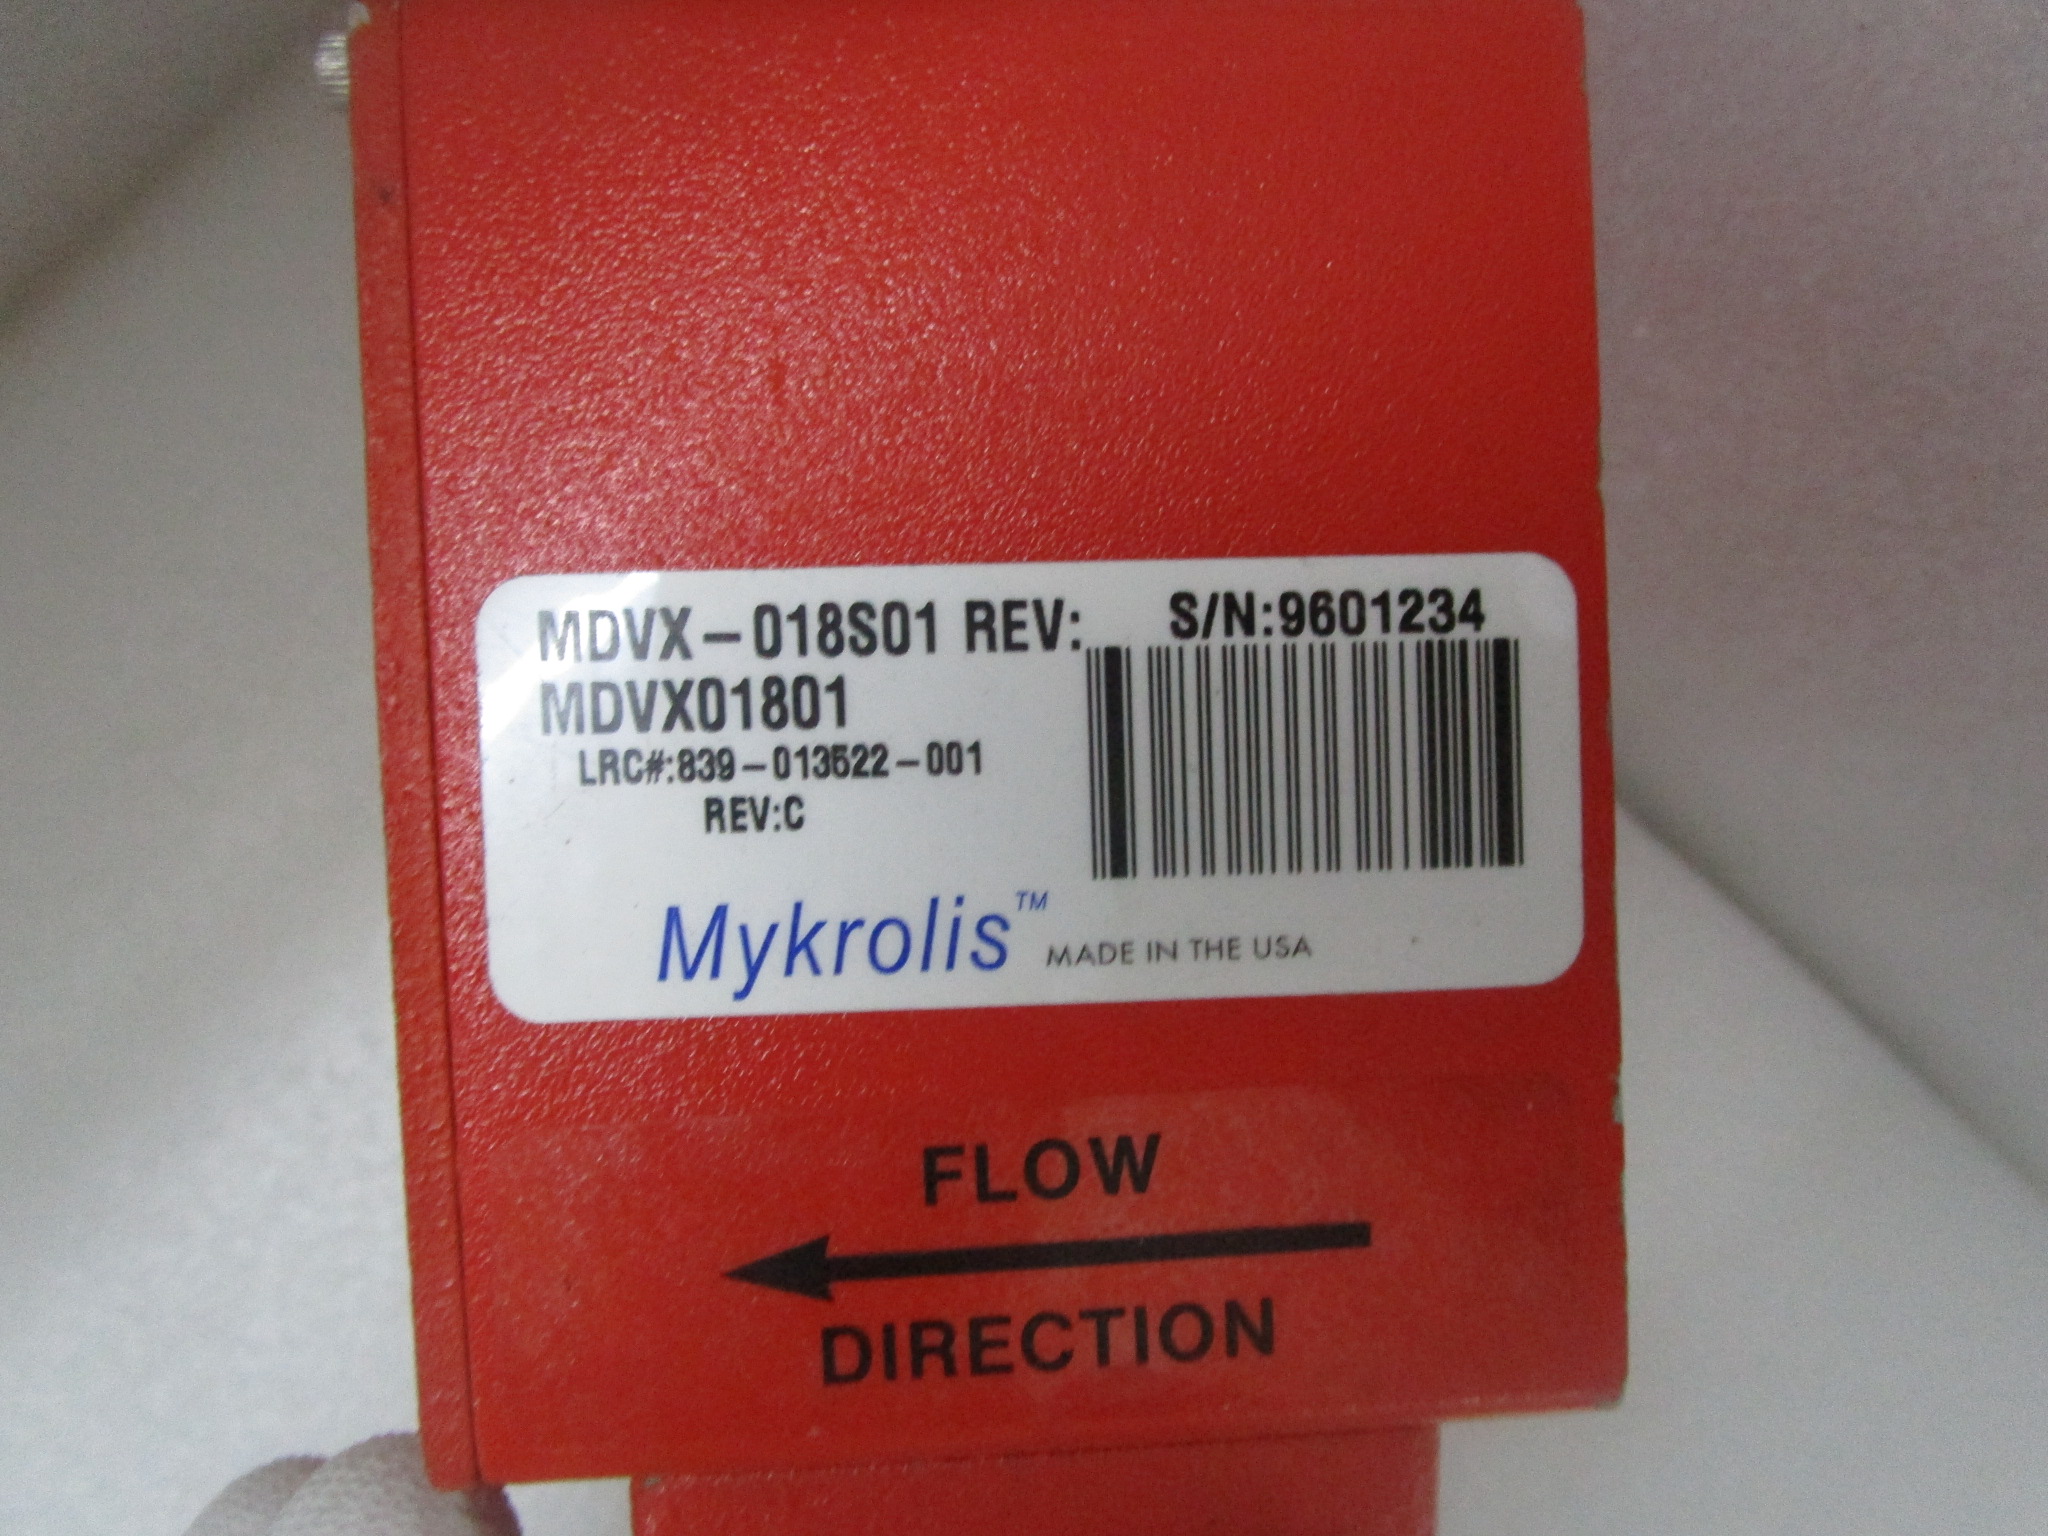 MDVX-018S01 REV:
S/N:9601234
MDVX01801
LRC#:839-013522-001
REV:C
Mykrolis™
MADE IN THE USA
FLOW
DIRECTION